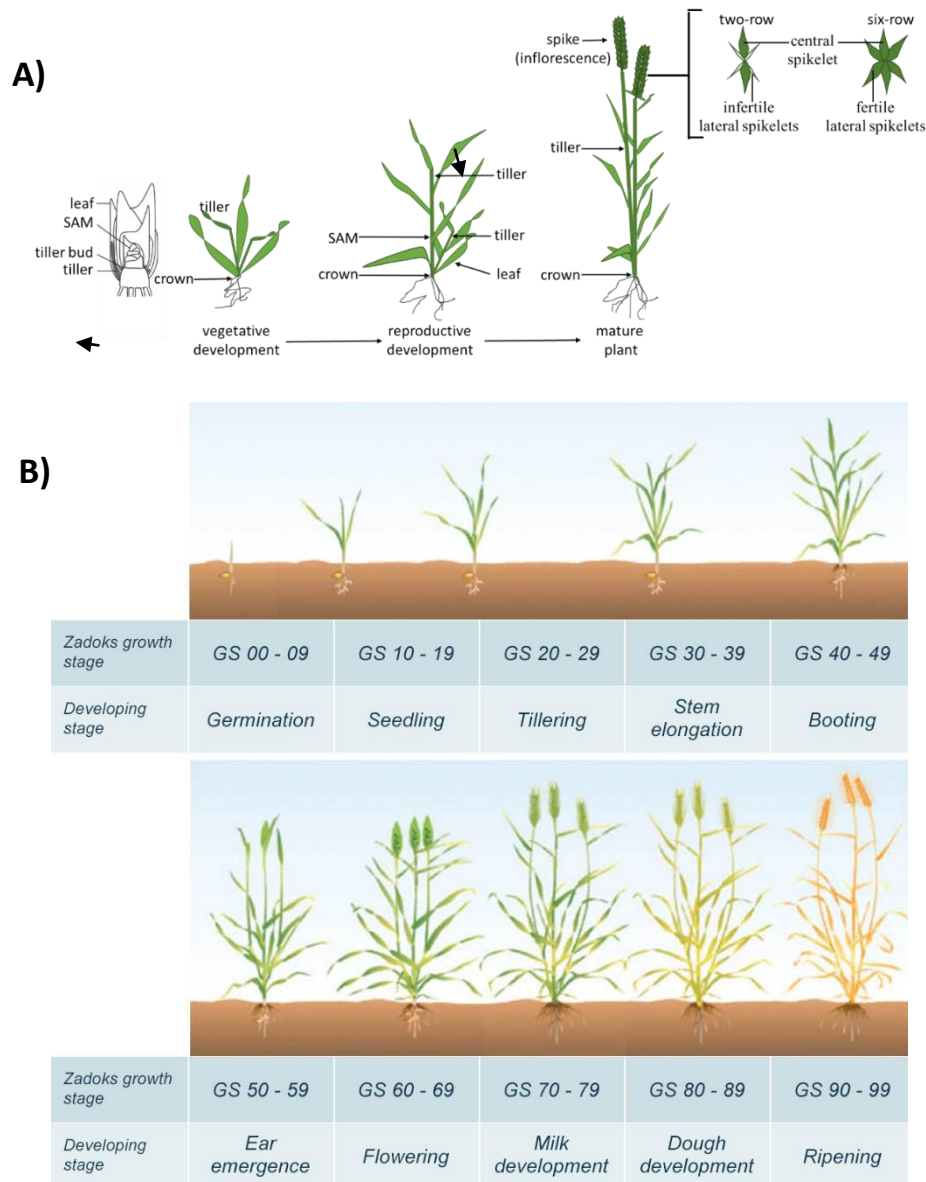 A)
spike
(inflorescence)
two-row
six-row
central
spikelet
infertile
lateral spikelets
fertile
lateral spikelets
tiller
crown
mature
plant
tiller
SAM
tiller
leaf
crown
reproductive
development
tiller
crown
vegetative
development
leaf
SAM
tiller bud
tiller
B)
Zadoks growth
stage
GS 00 - 09
GS 10 - 19
GS 20 - 29
GS 30 - 39
GS 40 - 49
Developing
stage
Germination
Seedling
Tillering
Stem
elongation
Booting
Zadoks growth
stage
GS 50 - 59
GS 60 - 69
GS 70 - 79
GS 80 - 89
GS 90 - 99
Developing
stage
Ear
emergence
Flowering
Milk
development
Dough
development
Ripening